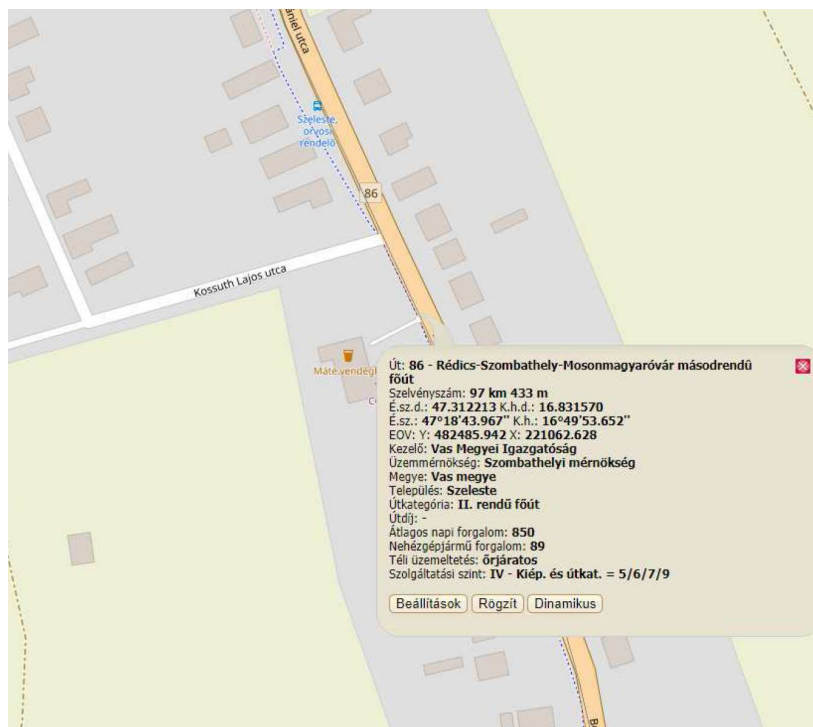 ániel utca
Szeleste,
orvosi
rendelő
86
Kossuth Lajos utca
Máté vendég
Út: 86 - Rédics-Szombathely-Mosonmagyaróvár másodrendû
főút
Szelvényszám: 97 km 433 m
É.sz.d.: 47.312213 K.h.d.: 16.831570
É.sz.: 47°18'43.967" K.h.: 16°49'53.652"
EOV: Y: 482485.942 X: 221062.628
Kezelő: Vas Megyei Igazgatóság
Üzemmérnökség: Szombathelyi mérnökség
Megye: Vas megye
Település: Szeleste
Útkategória: II. rendű főút
Útdíj: -
Átlagos napi forgalom: 850
Nehézgépjármű forgalom: 89
Téli üzemeltetés: őrjáratos
Szolgáltatási szint: IV - Kiép. és útkat. = 5/6/7/9
Beállítások Rögzít Dinamikus